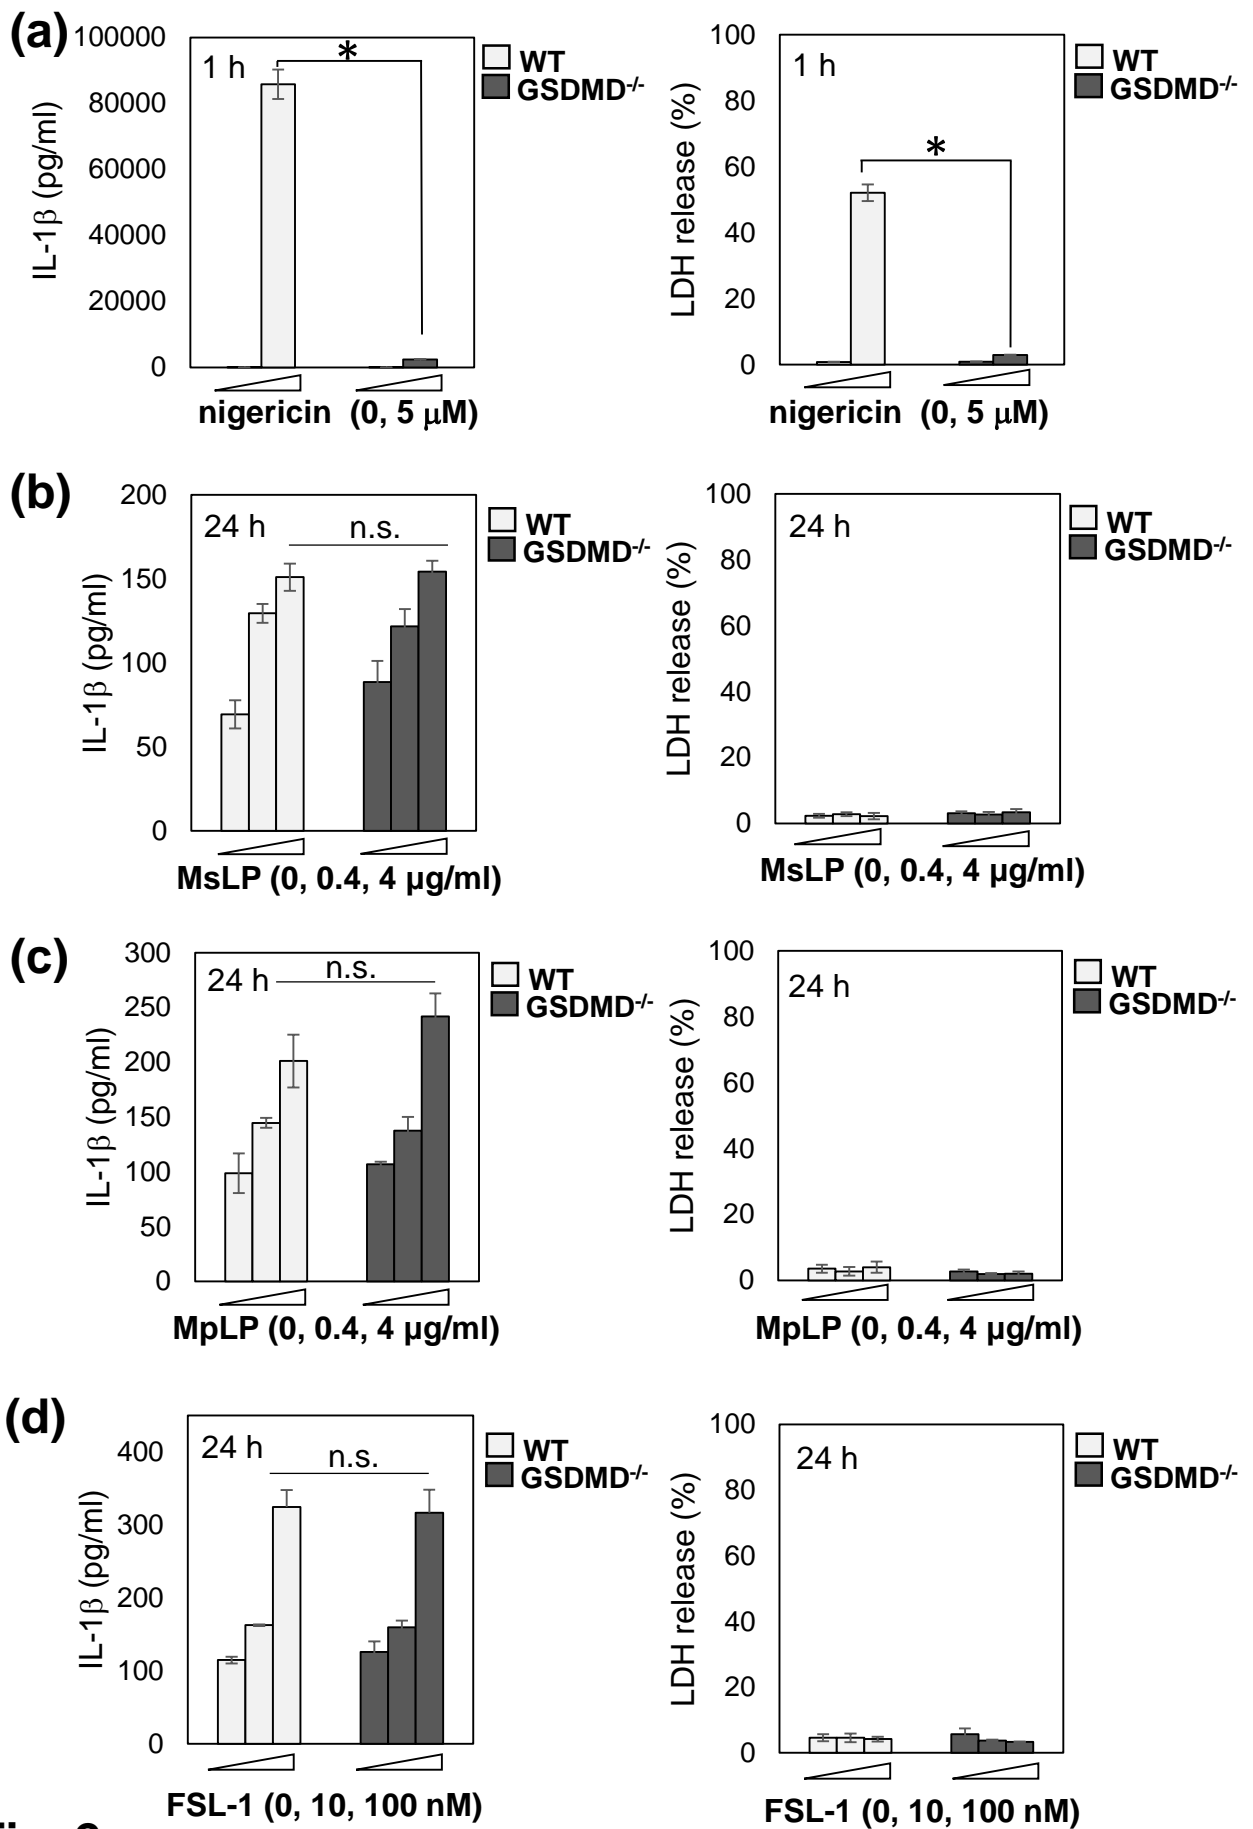 (a)
100000
80000
60000
40000
20000
0
IL-1β (pg/ml)
1 h
*
WT
GSDMD-/-
nigericin (0, 5 μM)
100
80
60
40
20
0
LDH release (%)
1 h
*
WT
GSDMD-/-
nigericin (0, 5 μM)
(b)
200
150
100
50
0
IL-1β (pg/ml)
24 h
n.s.
WT
GSDMD-/-
MsLP (0, 0.4, 4 µg/ml)
100
80
60
40
20
0
LDH release (%)
24 h
WT
GSDMD-/-
MsLP (0, 0.4, 4 µg/ml)
(c)
300
250
200
150
100
50
0
IL-1β (pg/ml)
24 h
n.s.
WT
GSDMD-/-
MpLP (0, 0.4, 4 µg/ml)
100
80
60
40
20
0
LDH release (%)
24 h
WT
GSDMD-/-
MpLP (0, 0.4, 4 µg/ml)
(d)
400
300
200
100
0
IL-1β (pg/ml)
24 h
n.s.
WT
GSDMD-/-
FSL-1 (0, 10, 100 nM)
100
80
60
40
20
0
LDH release (%)
24 h
WT
GSDMD-/-
FSL-1 (0, 10, 100 nM)